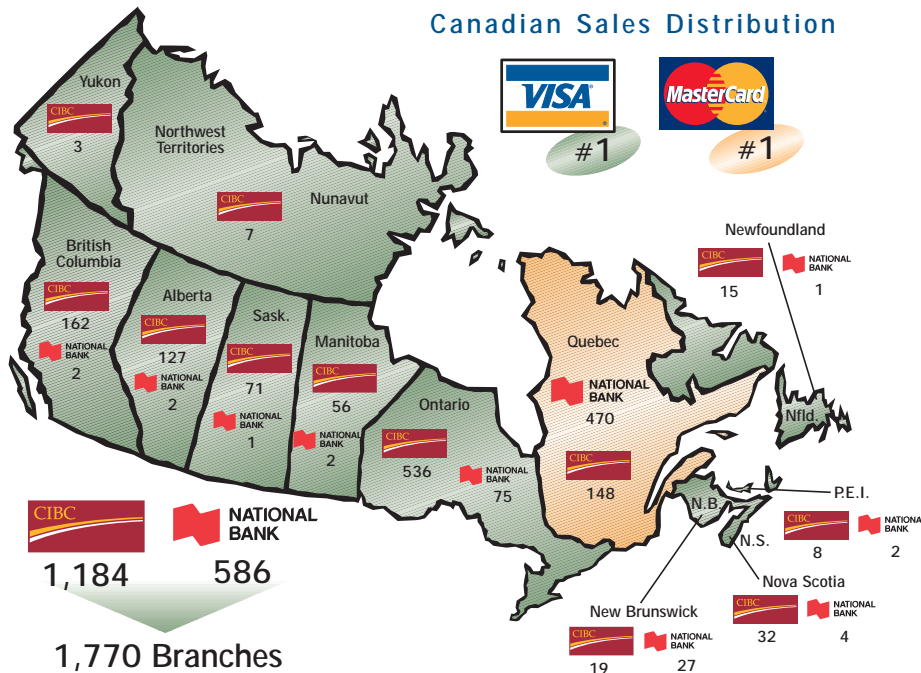 Canadian Sales Distribution
VISA
MasterCard
#1
#1
Yukon
CIBC
3
Northwest
Territories
Nunavut
CIBC
7
British
Columbia
CIBC
162
NATIONAL
BANK
2
Alberta
CIBC
127
NATIONAL
BANK
2
Sask.
CIBC
71
NATIONAL
BANK
1
Manitoba
CIBC
56
NATIONAL
BANK
2
Ontario
CIBC
536
NATIONAL
BANK
75
Quebec
NATIONAL
BANK
470
CIBC
148
Newfoundland
CIBC
15
NATIONAL
BANK
1
Nfld.
P.E.I.
CIBC
8
NATIONA
BANK
2
N.B.
N.S.
Nova Scotia
CIBC
32
NATIONAL
BANK
4
New Brunswick
CIBC
19
NATIONAL
BANK
27
CIBC
1,184
NATIONAL
BANK
586
1,770 Branches